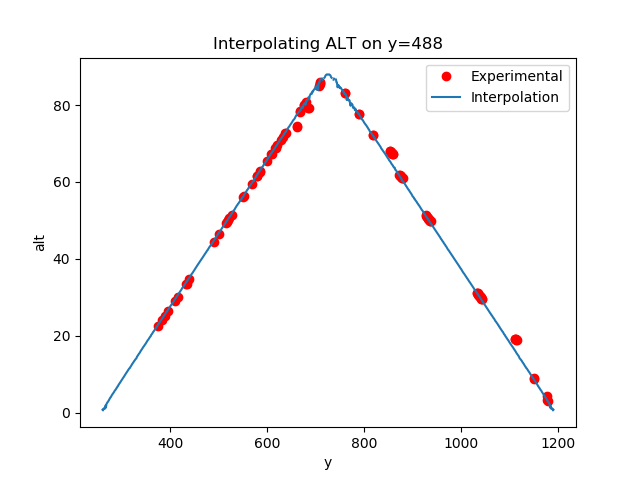 Interpolating ALT on y=488
Experimental
Interpolation
alt
80
60
40
20
0
400 600 800 1000 1200
y